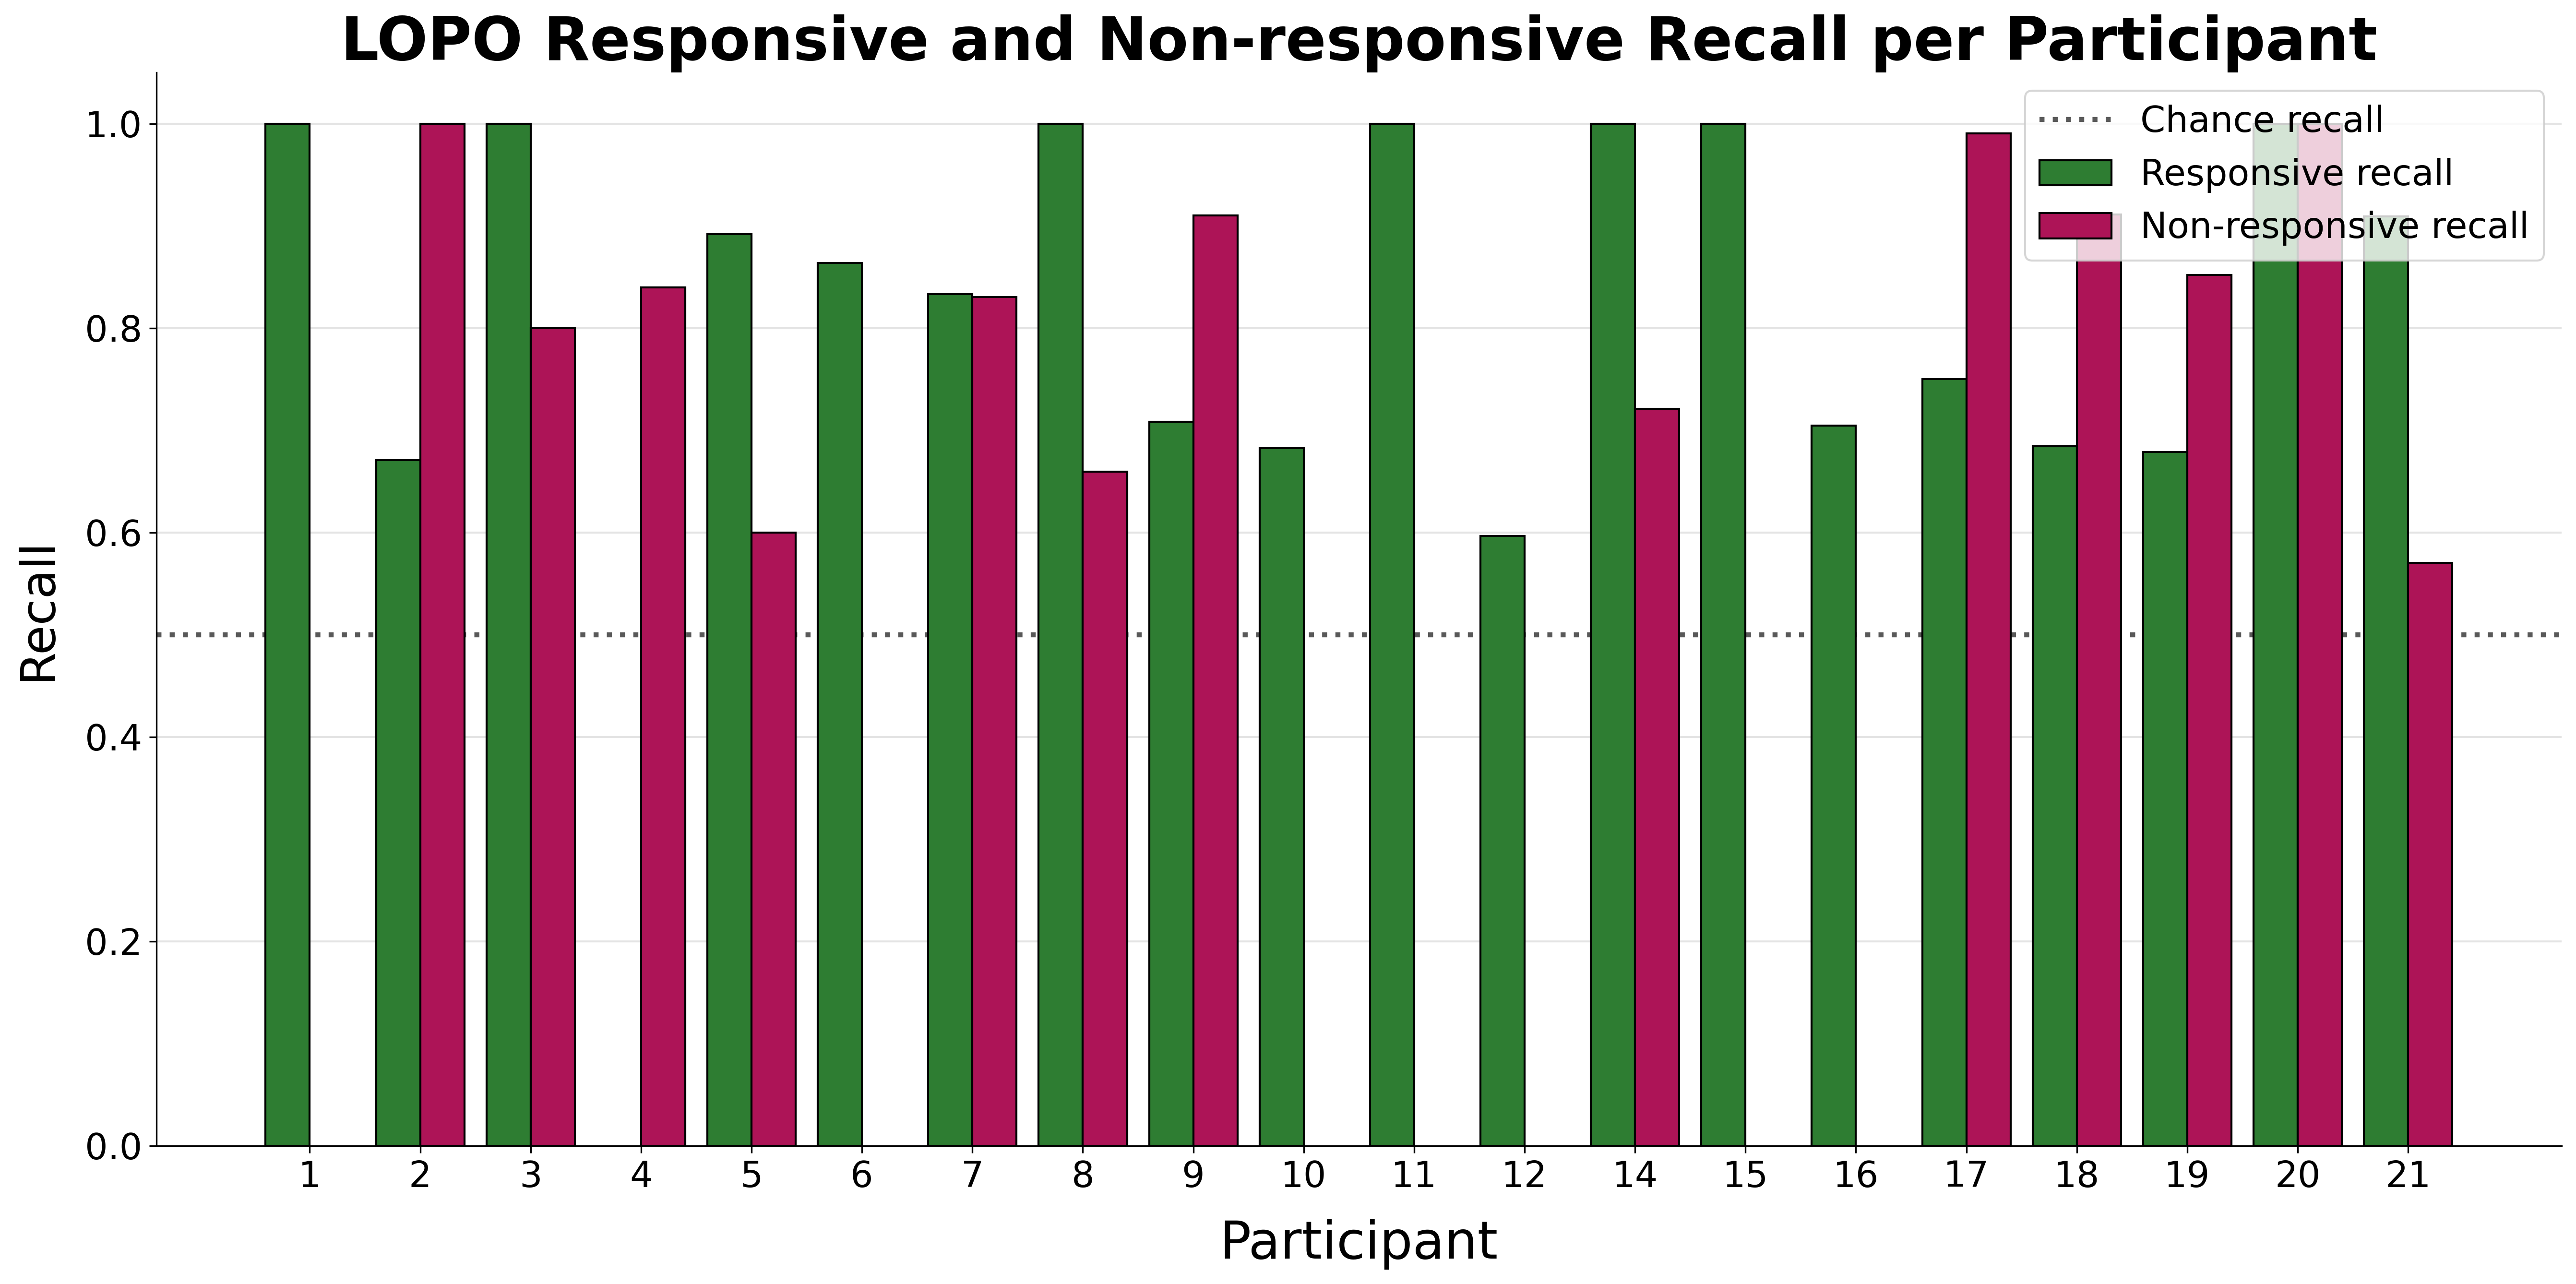 LOPO Responsive and Non-responsive Recall per Participant
Chance recall
Responsive recall
Non-responsive recall
Recall
1.0
0.8
0.6
0.4
0.2
0.0
1 2 3 4 5 6 7 8 9 10 11 12 14 15 16 17 18 19 20 21
Participant